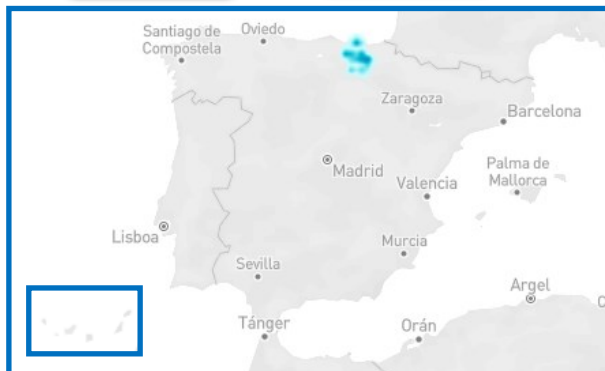 Santiago de
Compostela
Oviedo
Zaragoza
Barcelona
Madrid
Palma de
Mallorca
Valencia
Lisboa
Murcia
Sevilla
Argel
Tánger
Orán
C